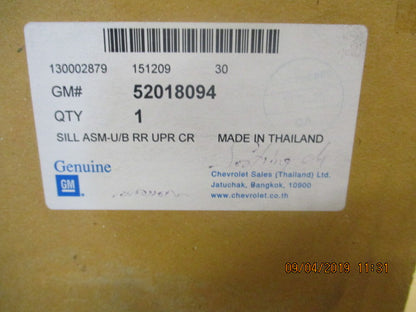 130002879 151209 30
GM# 52018094
QTY 1
SILL ASM-U/B RR UPR CR MADE IN THAILAND
Genuine
GM
Chevrolet Sales (Thailand) Ltd.
Jatuchak, Bangkok, 10900
www.chevrolet.co.th
09/04/2019 11:31